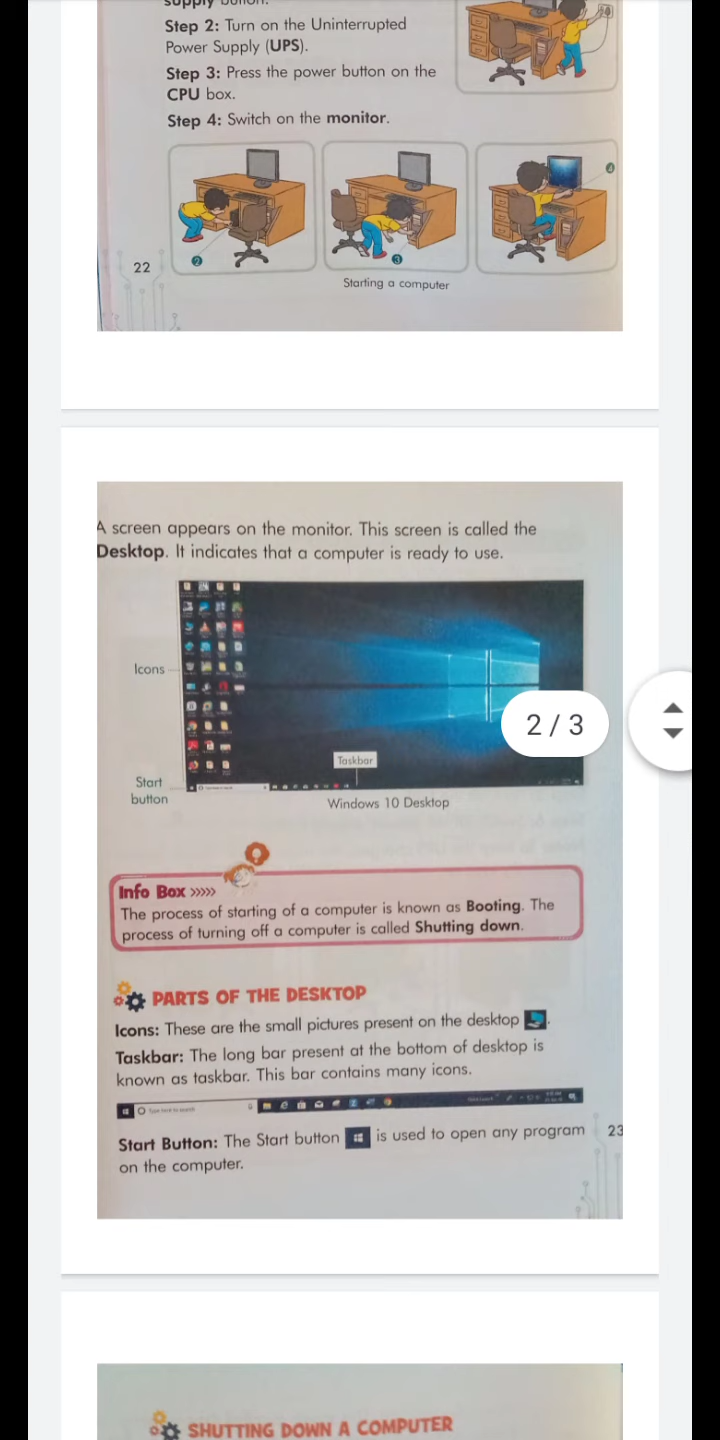 Step 2: Turn on the Uninterrupted
Power Supply (UPS).
Step 3: Press the power button on the
CPU box.
Step 4: Switch on the monitor.
2
3
4
22
Starting a computer
A screen appears on the monitor. This screen is called the
Desktop. It indicates that a computer is ready to use.
Icons
2 / 3
Taskbar
Start
button
Windows 10 Desktop
Info Box >>>>>
The process of starting of a computer is known as Booting. The
process of turning off a computer is called Shutting down.
PARTS OF THE DESKTOP
Icons: These are the small pictures present on the desktop .
Taskbar: The long bar present at the bottom of desktop is
known as taskbar. This bar contains many icons.
Type here to search
Start Button: The Start button is used to open any program
23
on the computer.
SHUTTING DOWN A COMPUTER